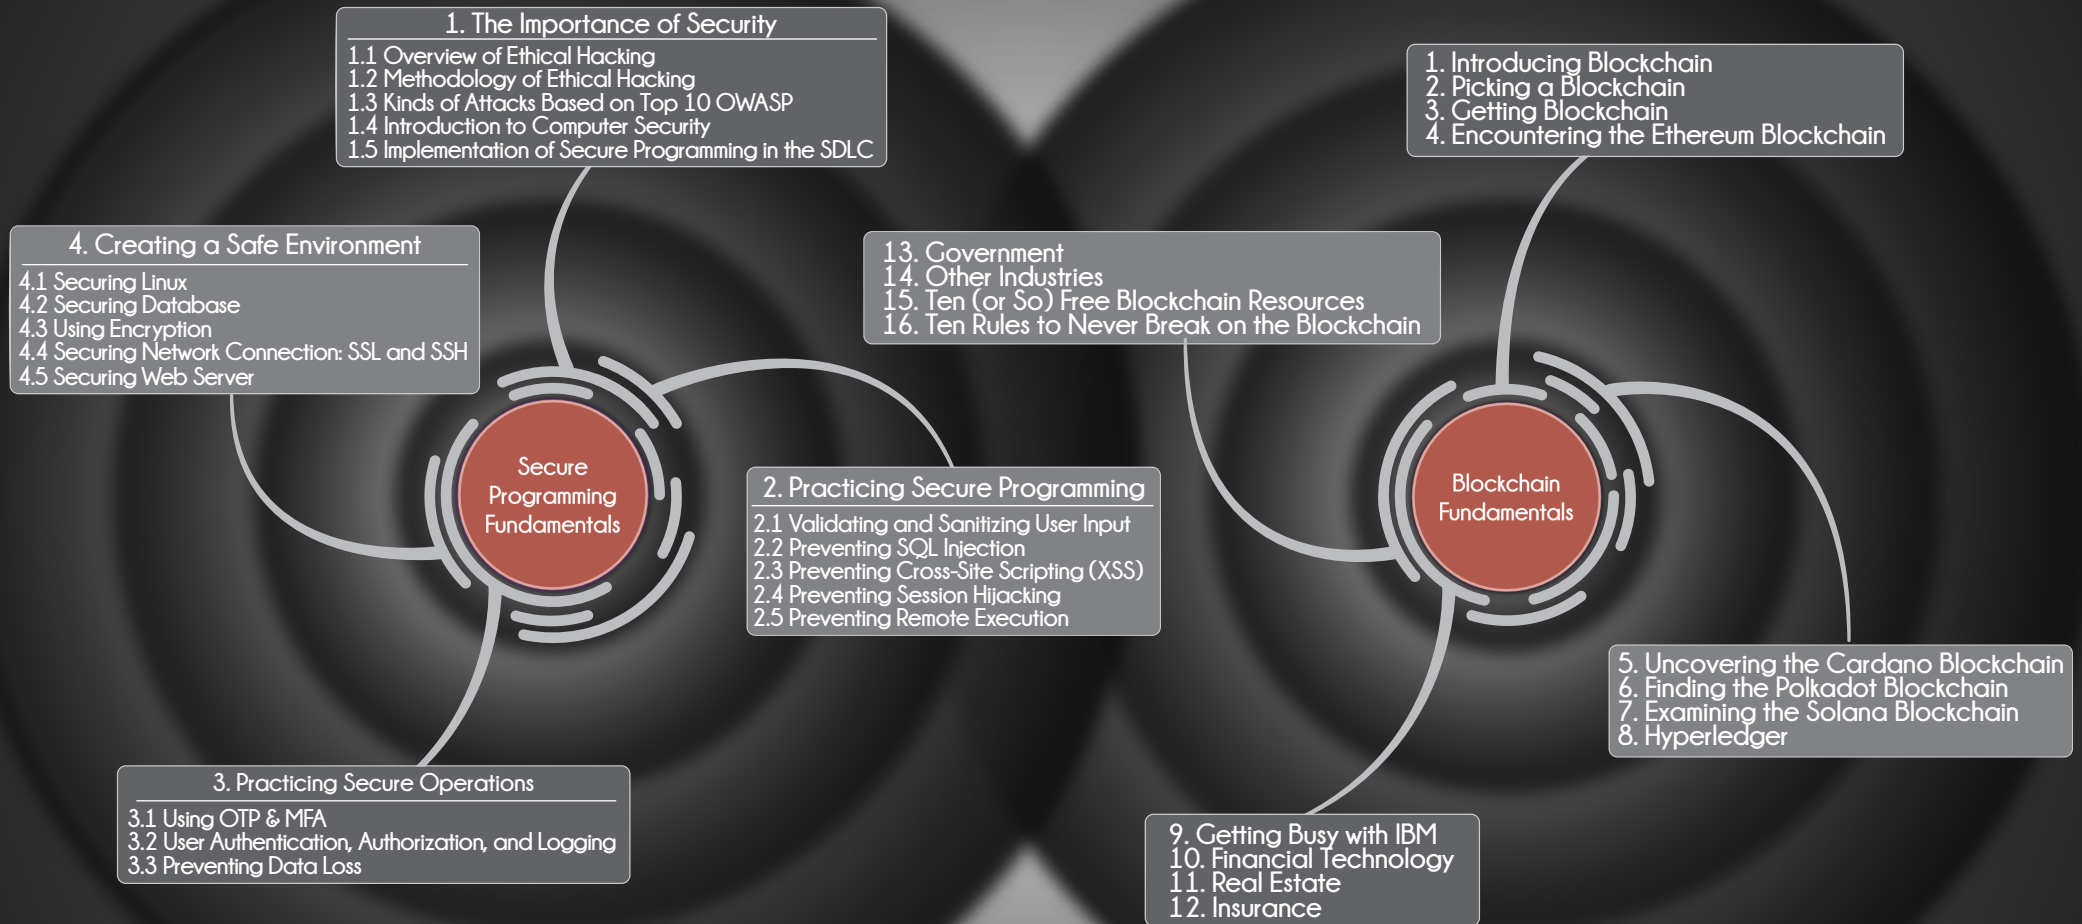 1. The Importance of Security
1.1 Overview of Ethical Hacking
1.2 Methodology of Ethical Hacking
1.3 Kinds of Attacks Based on Top 10 OWASP
1.4 Introduction to Computer Security
1.5 Implementation of Secure Programming in the SDLC
4. Creating a Safe Environment
4.1 Securing Linux
4.2 Securing Database
4.3 Using Encryption
4.4 Securing Network Connection: SSL and SSH
4.5 Securing Web Server
Secure
Programming
Fundamentals
2. Practicing Secure Programming
2.1 Validating and Sanitizing User Input
2.2 Preventing SQL Injection
2.3 Preventing Cross-Site Scripting (XSS)
2.4 Preventing Session Hijacking
2.5 Preventing Remote Execution
3. Practicing Secure Operations
3.1 Using OTP & MFA
3.2 User Authentication, Authorization, and Logging
3.3 Preventing Data Loss
1. Introducing Blockchain
2. Picking a Blockchain
3. Getting Blockchain
4. Encountering the Ethereum Blockchain
13. Government
14. Other Industries
15. Ten (or So) Free Blockchain Resources
16. Ten Rules to Never Break on the Blockchain
Blockchain
Fundamentals
5. Uncovering the Cardano Blockchain
6. Finding the Polkadot Blockchain
7. Examining the Solana Blockchain
8. Hyperledger
9. Getting Busy with IBM
10. Financial Technology
11. Real Estate
12. Insurance